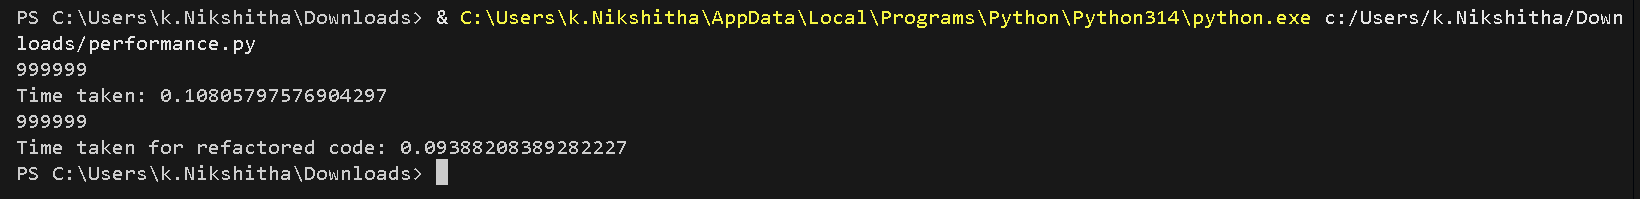 PS C:\Users\k.Nikshitha\Downloads> & C:\Users\k.Nikshitha\AppData\Local\Programs\Python\Python314\python.exe c:/Users/k.Nikshitha/Down
loads/performance.py
999999
Time taken: 0.10805797576904297
999999
Time taken for refactored code: 0.09388208389282227
PS C:\Users\k.Nikshitha\Downloads>